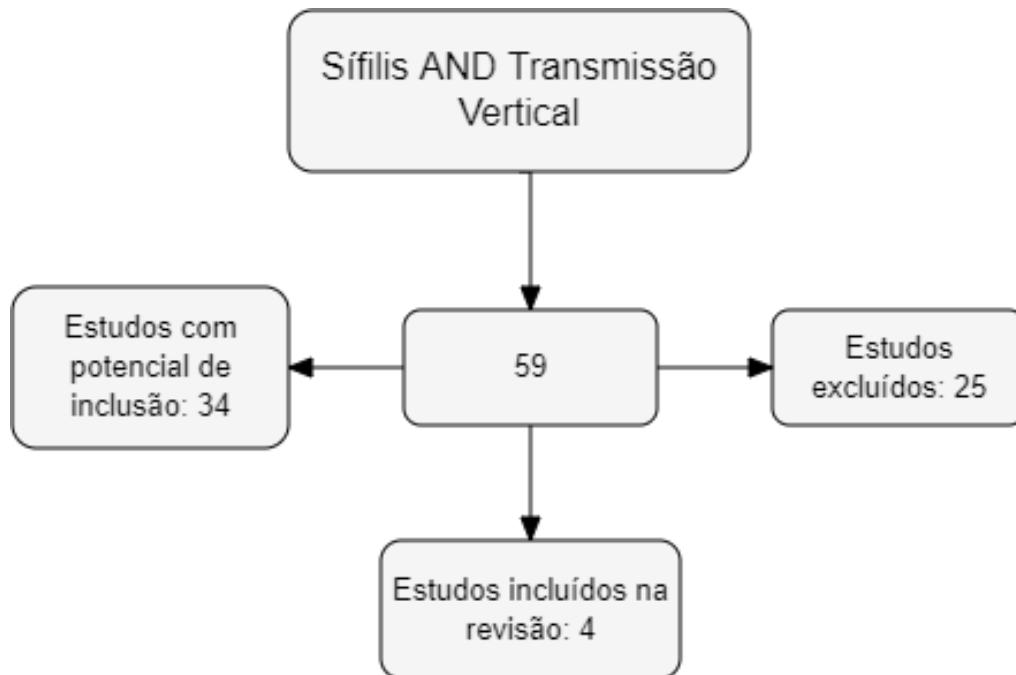 Sífilis AND Transmissão
Vertical
Estudos com
potencial de
inclusão: 34
59
Estudos
excluídos: 25
Estudos incluídos na
revisão: 4